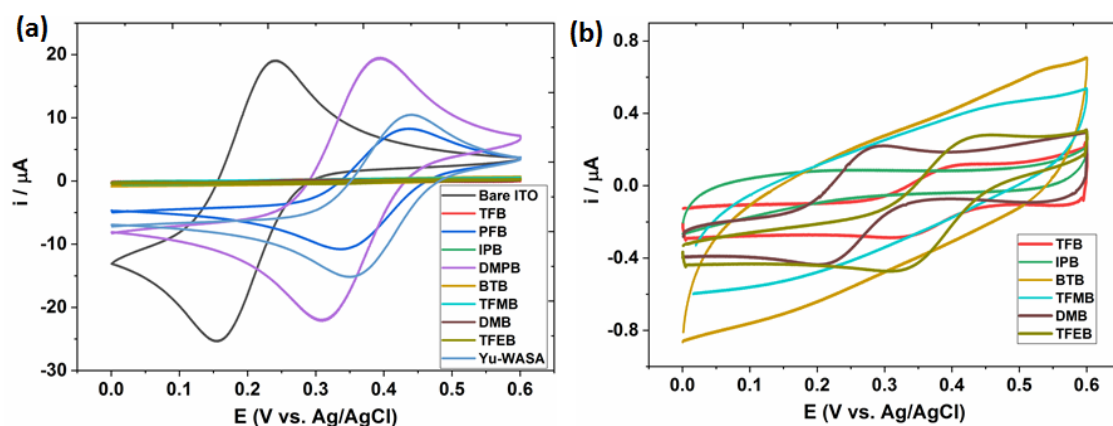 (a)
20
10
0
-10
-20
-30
i / μA
0.0 0.1 0.2 0.3 0.4 0.5 0.6
E (V vs. Ag/AgCl)
Bare ITO
TFB
PFB
IPB
DMPB
BTB
TFMB
DMB
TFEB
Yu-WASA
(b)
0.8
0.4
0.0
-0.4
-0.8
i / μA
0.0 0.1 0.2 0.3 0.4 0.5 0.6
E (V vs. Ag/AgCl)
TFB
IPB
BTB
TFMB
DMB
TFEB